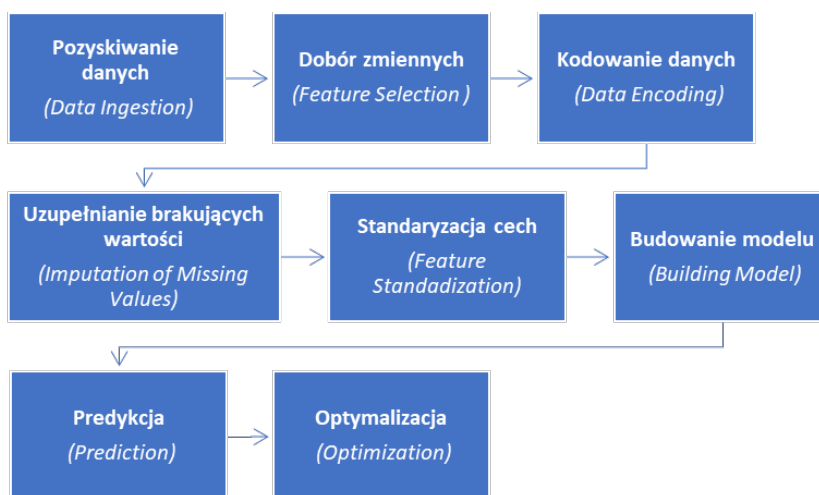 Pozyskiwanie
danych
(Data Ingestion)
Dobór zmiennych
(Feature Selection )
Kodowanie danych
(Data Encoding)
Uzupełnianie brakujących
wartości
(Imputation of Missing
Values)
Standaryzacja cech
(Feature
Standadization)
Budowanie modelu
(Building Model)
Predykcja
(Prediction)
Optymalizacja
(Optimization)